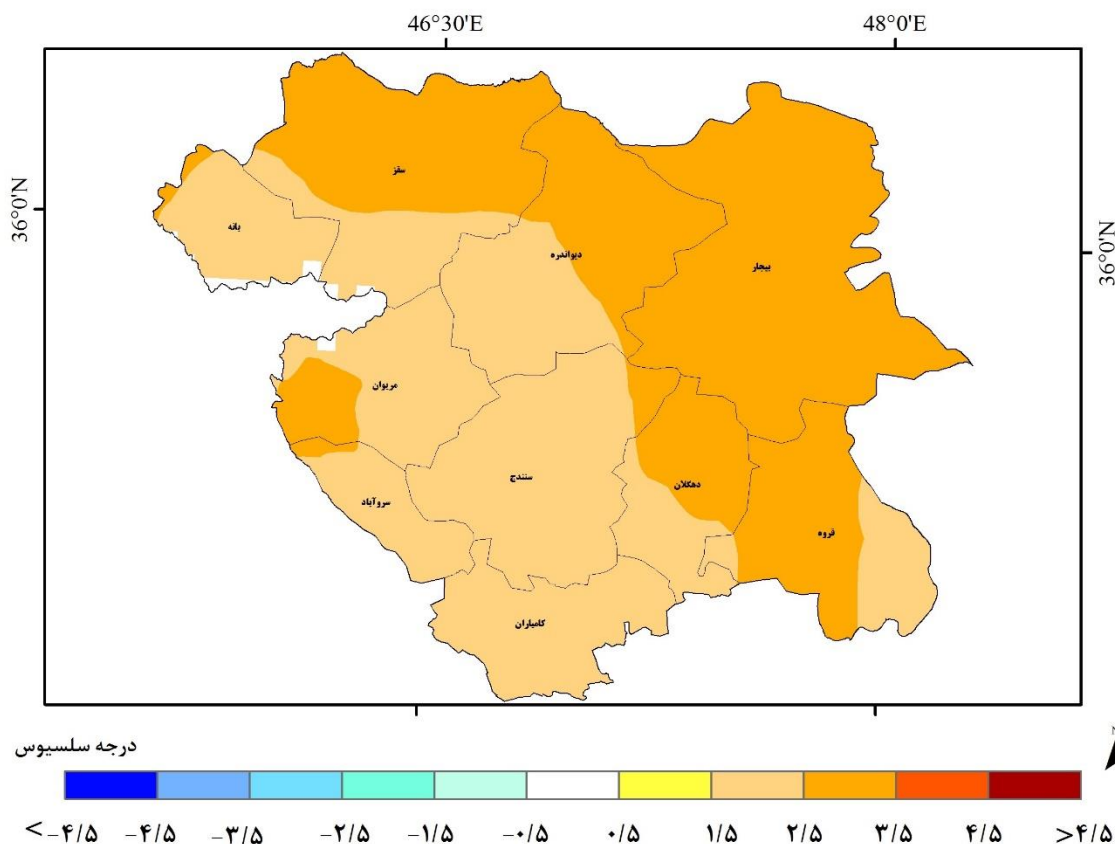 46°30'E 48°0'E
36°0'N
36°0'N
سقز
بانه
دیواندره
بیجار
مریوان
سنندج
دهگلان
سروآباد
قروه
کامیاران
درجه سلسیوس
< -۴/۵ -۴/۵ -۳/۵ -۲/۵ -۱/۵ -۰/۵ ۰/۵ ۱/۵ ۲/۵ ۳/۵ ۴/۵ >۴/۵